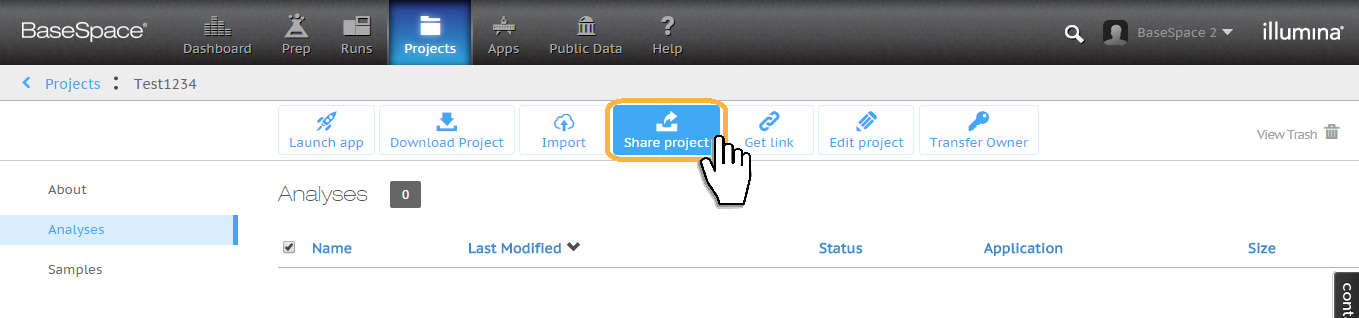 BaseSpace®
Dashboard
Prep
Runs
Projects
Apps
Public Data
Help
BaseSpace 2
illumina®
Projects : Test1234
Launch app
Download Project
Import
Share project
Get link
Edit project
Transfer Owner
View Trash
About
Analyses
Samples
Analyses 0
Name Last Modified Status Application Size
cont